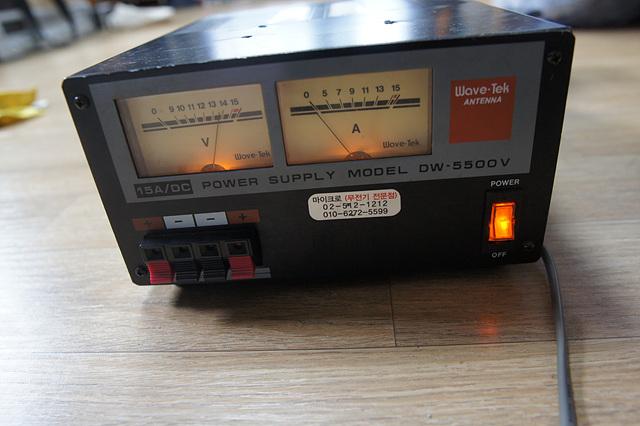 0 9 10 11 12 13 14 15
V
Wave-Tek
0 5 7 9 11 13 15
A
Wave-Tek
Wave-Tek
ANTENNA
15A/DC POWER SUPPLY MODEL DW-5500V
+ - - +
마이크로 (무전기 전문점)
02-512-1212
010-6272-5599
POWER
OFF